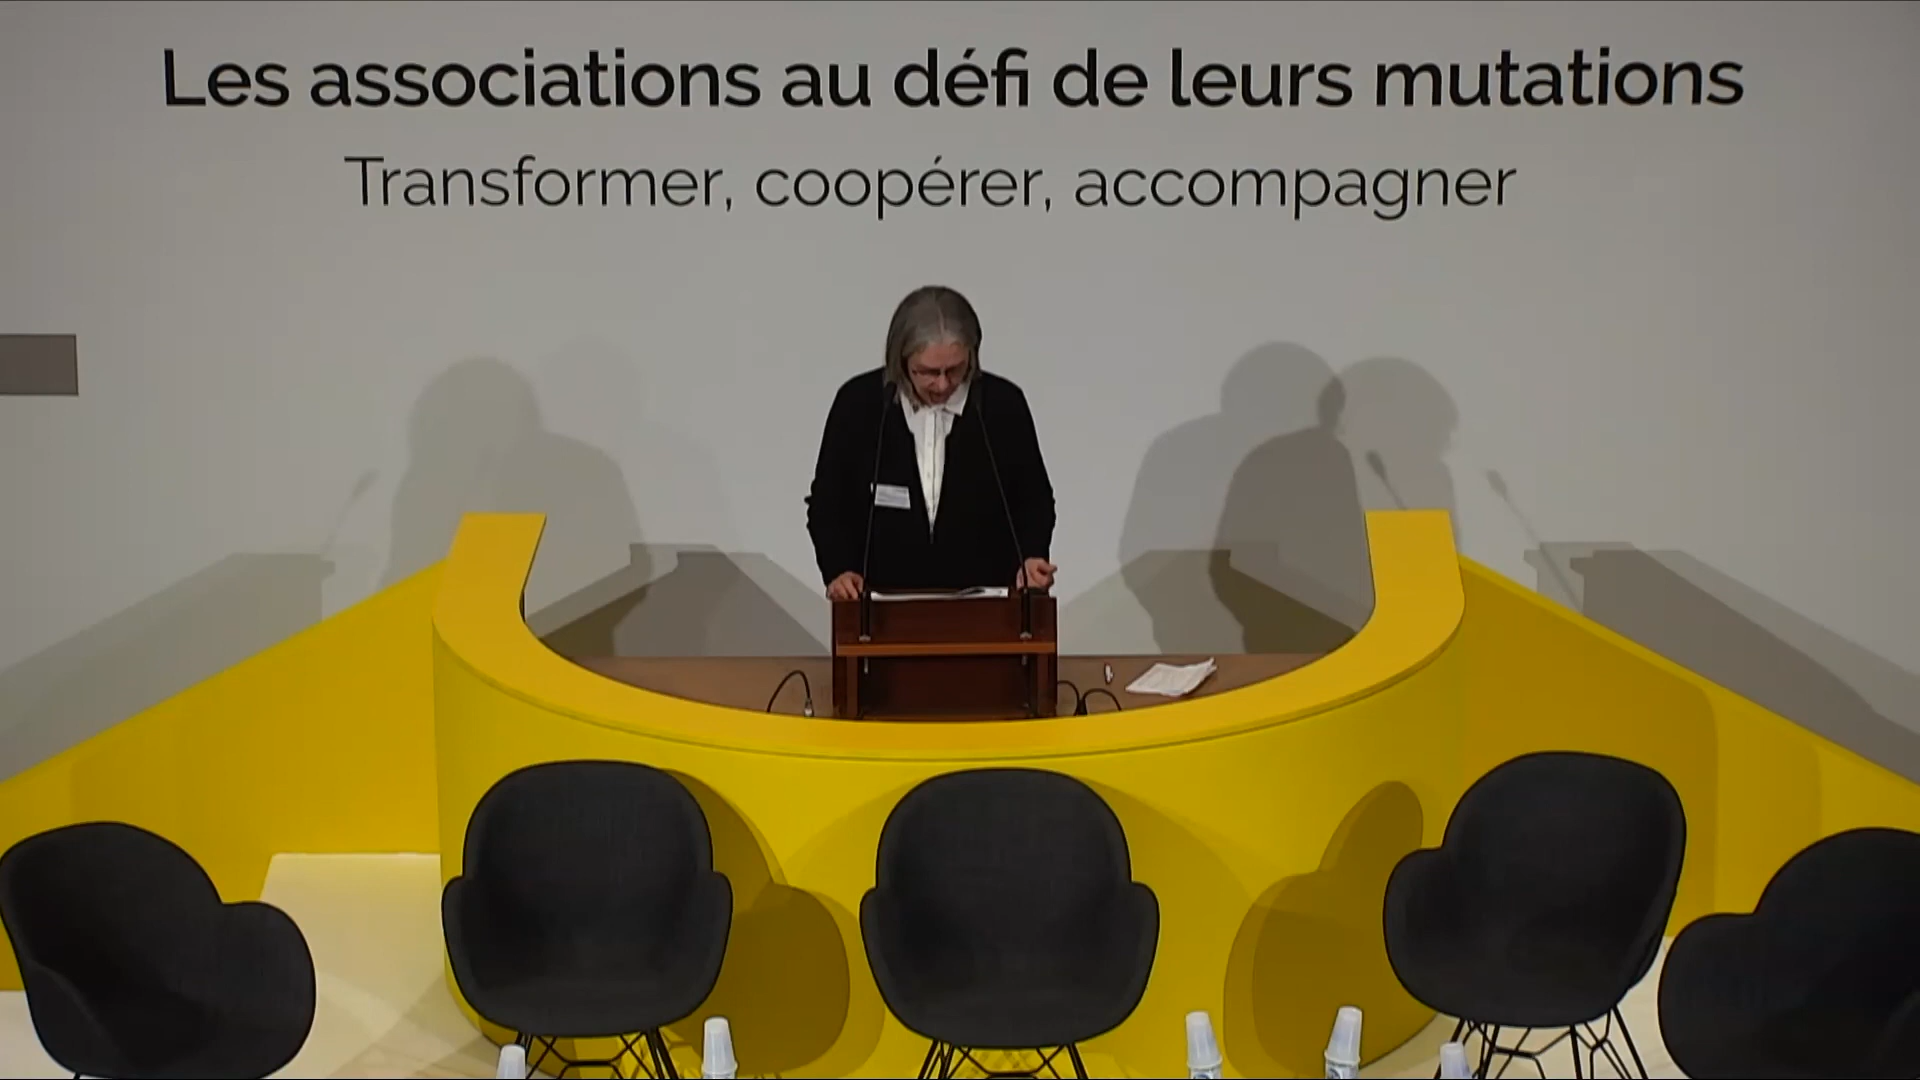 Les associations au défi de leurs mutations
Transformer, coopérer, accompagner